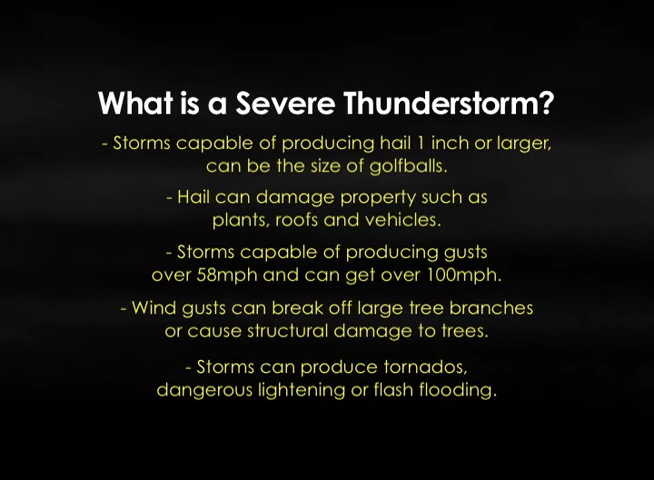 What is a Severe Thunderstorm?
- Storms capable of producing hail 1 inch or larger,
can be the size of golfballs.
- Hail can damage property such as
plants, roofs and vehicles.
- Storms capable of producing gusts
over 58mph and can get over 100mph.
- Wind gusts can break off large tree branches
or cause structural damage to trees.
- Storms can produce tornados,
dangerous lightening or flash flooding.